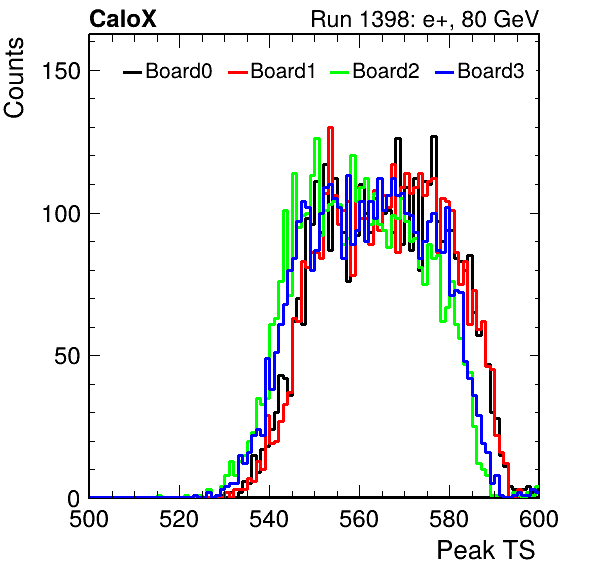 CaloX Run 1398: e+, 80 GeV
Counts
150
Board0 Board1 Board2 Board3
100
50
0
500 520 540 560 580 600
Peak TS